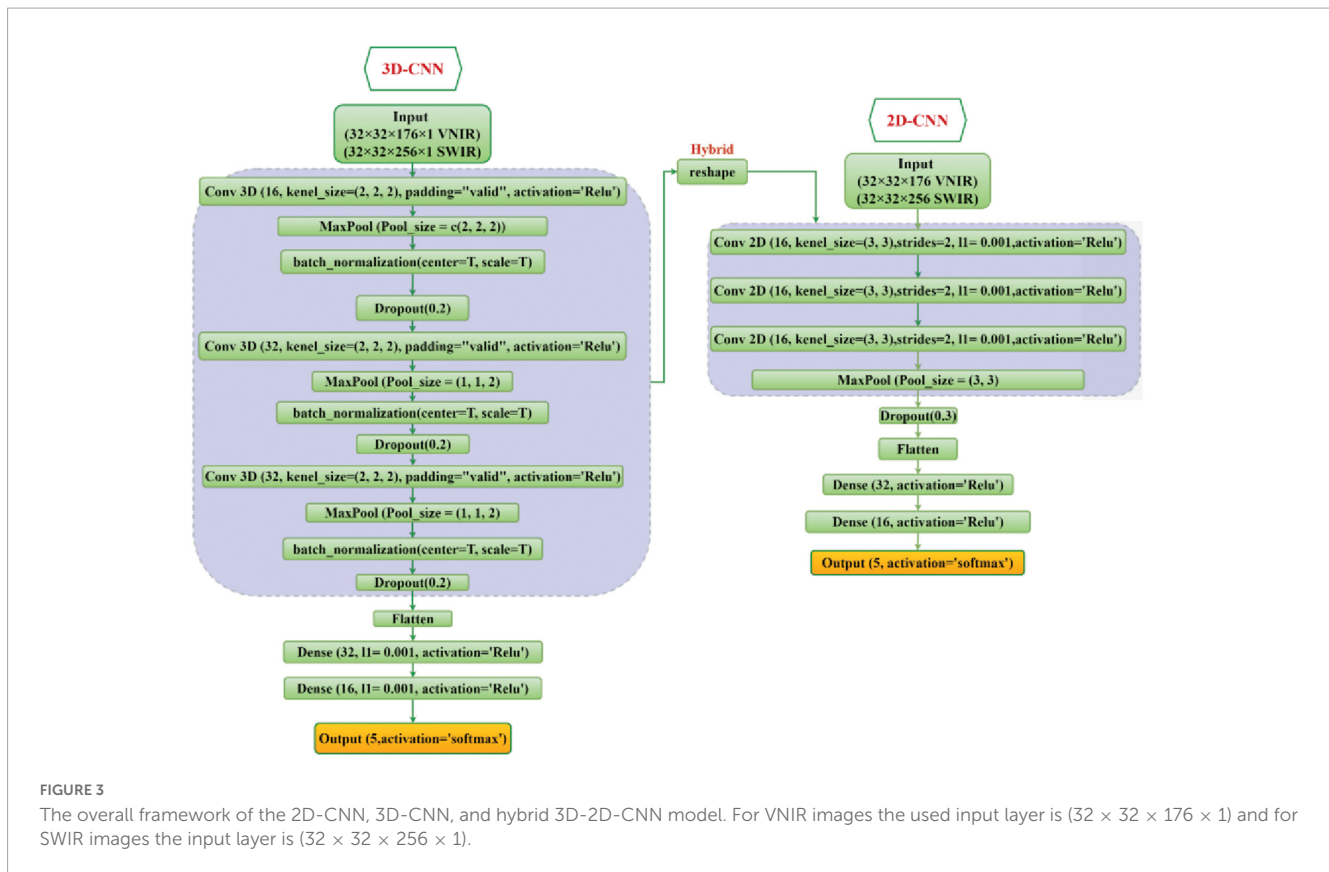 3D-CNN
Input
(32×32×176×1 VNIR)
(32×32×256×1 SWIR)
Conv 3D (16, kenel_size=(2, 2, 2), padding="valid", activation='Relu')
MaxPool (Pool_size = c(2, 2, 2))
batch_normalization(center=T, scale=T)
Dropout(0.2)
Conv 3D (32, kenel_size=(2, 2, 2), padding="valid", activation='Relu')
MaxPool (Pool_size = (1, 1, 2)
batch_normalization(center=T, scale=T)
Dropout(0.2)
Conv 3D (32, kenel_size=(2, 2, 2), padding="valid", activation='Relu')
MaxPool (Pool_size = (1, 1, 2)
batch_normalization(center=T, scale=T)
Dropout(0.2)
Flatten
Dense (32, l1= 0.001, activation='Relu')
Dense (16, l1= 0.001, activation='Relu')
Output (5,activation='softmax')
Hybrid
reshape
2D-CNN
Input
(32×32×176 VNIR)
(32×32×256 SWIR)
Conv 2D (16, kenel_size=(3, 3),strides=2, l1= 0.001,activation='Relu')
Conv 2D (16, kenel_size=(3, 3),strides=2, l1= 0.001,activation='Relu')
Conv 2D (16, kenel_size=(3, 3),strides=2, l1= 0.001,activation='Relu')
MaxPool (Pool_size = (3, 3)
Dropout(0.3)
Flatten
Dense (32, activation='Relu')
Dense (16, activation='Relu')
Output (5, activation='softmax')
FIGURE 3
The overall framework of the 2D-CNN, 3D-CNN, and hybrid 3D-2D-CNN model. For VNIR images the used input layer is (32 × 32 × 176 × 1) and for
SWIR images the input layer is (32 × 32 × 256 × 1).